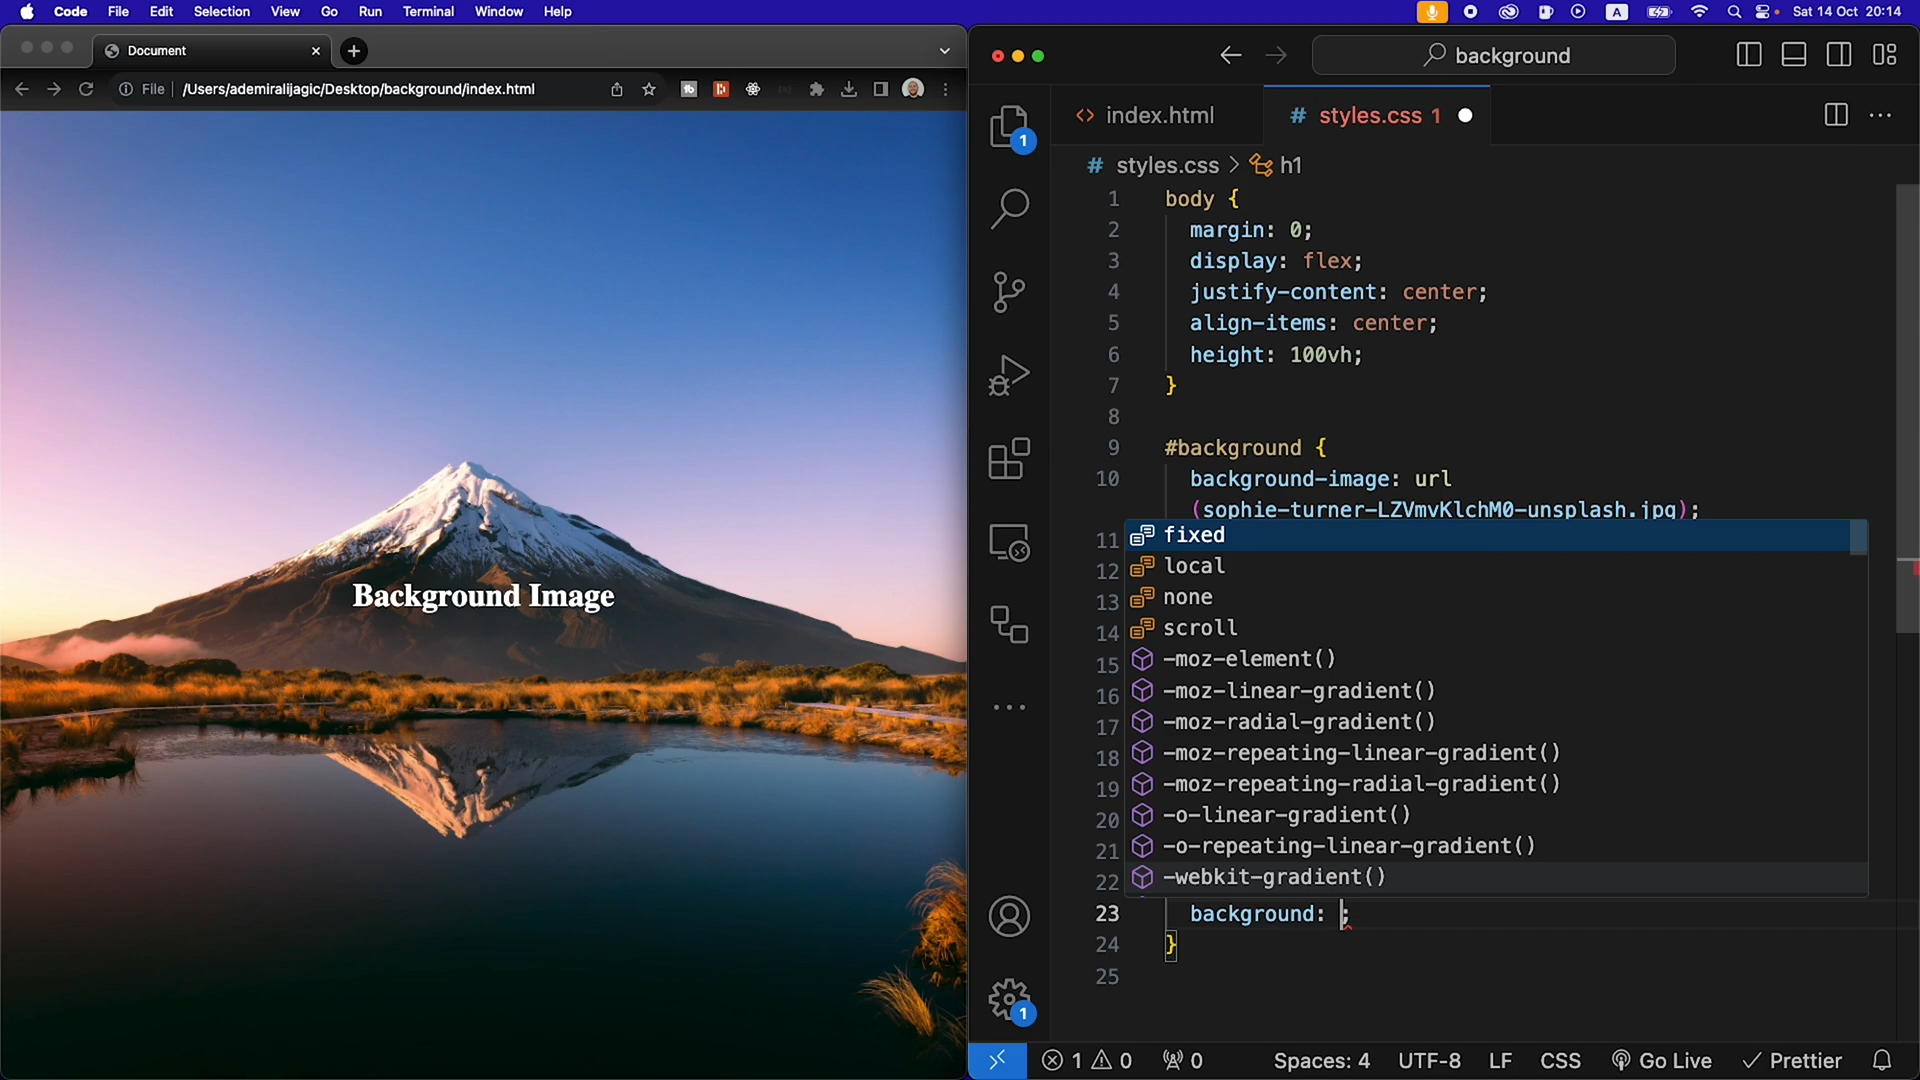 Code File Edit Selection View Go Run Terminal Window Help
A Sat 14 Oct 20:14
Document
File /Users/ademiralijagic/Desktop/background/index.html
Background Image
background
index.html
styles.css 1
styles.css > h1
1 body {
2 margin: 0;
3 display: flex;
4 justify-content: center;
5 align-items: center;
6 height: 100vh;
7 }
8
9 #background {
10 background-image: url
(sophie-turner-LZVmvKlchM0-unsplash.jpg);
11 fixed
12 local
13 none
14 scroll
15 -moz-element()
16 -moz-linear-gradient()
17 -moz-radial-gradient()
18 -moz-repeating-linear-gradient()
19 -moz-repeating-radial-gradient()
20 -o-linear-gradient()
21 -o-repeating-linear-gradient()
22 -webkit-gradient()
23 background: ;
24 }
25
1
1
1 0 0 Spaces: 4 UTF-8 LF CSS Go Live Prettier